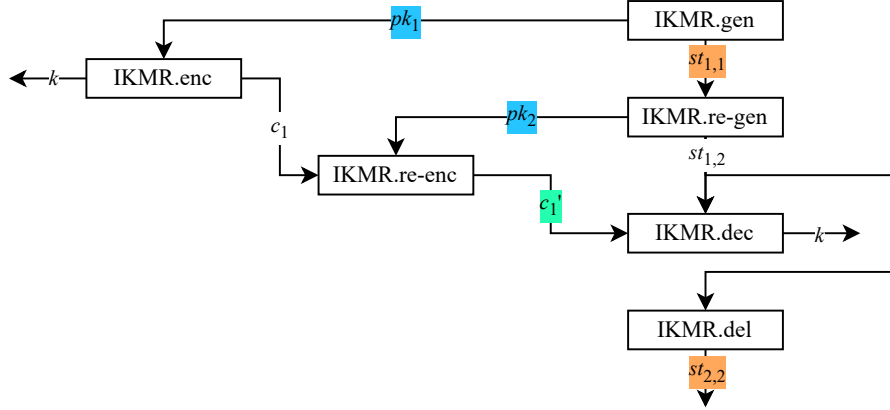 pk₁
IKMR.gen
k
IKMR.enc
st₁,₁
c₁
pk₂
IKMR.re-gen
st₁,₂
IKMR.re-enc
c₁'
IKMR.dec
k
IKMR.del
st₂,₂